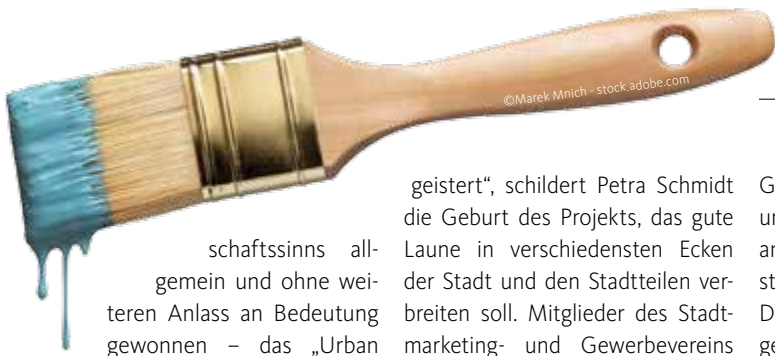 ©Marek Mnich - stock.adobe.com
schaftssinns all-
gemein und ohne wei-
teren Anlass an Bedeutung
gewonnen – das „Urban
geistert“, schildert Petra Schmidt
die Geburt des Projekts, das gute
Laune in verschiedensten Ecken
der Stadt und den Stadtteilen ver-
breiten soll. Mitglieder des Stadt-
marketing- und Gewerbevereins